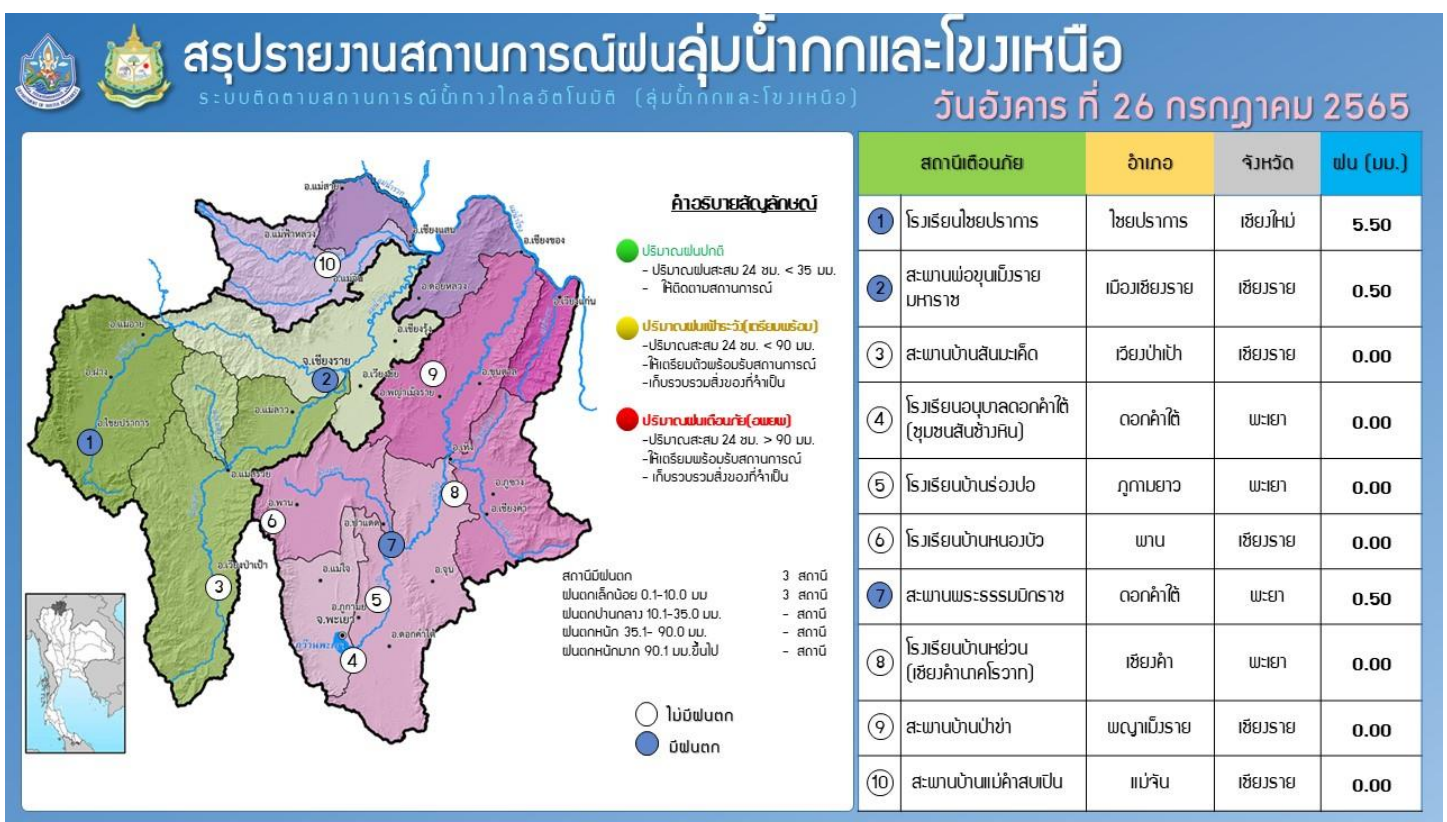 สรุปรายงานสถานการณ์ฝนลุ่มน้ำกกและโขงเหนือ
ระบบติดตามสถานการณ์น้ำทางไกลอัตโนมัติ (ลุ่มน้ำกกและโขงเหนือ)
วันอังคาร ที่ 26 กรกฎาคม 2565
คำอธิบายสัญลักษณ์
ปริมาณฝนปกติ
- ปริมาณฝนสะสม 24 ชม. < 35 มม.
- ให้ติดตามสถานการณ์
ปริมาณฝนเฝ้าระวัง(เตรียมพร้อม)
-ปริมาณสะสม 24 ชม. < 90 มม.
-ให้เตรียมตัวพร้อมรับสถานการณ์
-เก็บรวบรวมสิ่งของที่จำเป็น
ปริมาณฝนเตือนภัย(อพยพ)
-ปริมาณสะสม 24 ชม. > 90 มม.
-ให้เตรียมพร้อมรับสถานการณ์
- เก็บรวบรวมสิ่งของที่จำเป็น
อ.แม่สาย
อ.แม่ฟ้าหลวง
อ.เชียงแสน
อ.เชียงของ
10
อ.แม่จัน
อ.ดอยหลวง
อ.เวียงแก่น
อ.แม่อาย
อ.เชียงรุ้ง
จ.เชียงราย
2
อ.เวียงชัย
9
อ.ขุนตาล
อ.ฝาง
อ.พญาเม็งราย
อ.แม่ลาว
อ.ไชยปราการ
1
อ.เทิง
อ.แม่สรวย
8
อ.ภูซาง
อ.พาน
6
อ.เชียงคำ
อ.ป่าแดด
7
อ.เวียงป่าเป้า
3
อ.แม่ใจ
อ.จุน
5
จ.พะเยา
อ.ดอกคำใต้
4
สถานีมีฝนตก 3 สถานี
ฝนตกเล็กน้อย 0.1-10.0 มม 3 สถานี
ฝนตกปานกลาง 10.1-35.0 มม. - สถานี
ฝนตกหนัก 35.1- 90.0 มม. - สถานี
ฝนตกหนักมาก 90.1 มม.ขึ้นไป - สถานี
ไม่มีฝนตก
มีฝนตก
สถานีเตือนภัย อำเภอ จังหวัด ฝน (มม.)
1 โรงเรียนไชยปราการ ไชยปราการ เชียงใหม่ 5.50
2 สะพานพ่อขุนเม็งราย
มหาราช เมืองเชียงราย เชียงราย 0.50
3 สะพานบ้านสันมะเค็ด เวียงป่าเป้า เชียงราย 0.00
4 โรงเรียนอนุบาลดอกคำใต้
(ชุมชนสันช้างหิน) ดอกคำใต้ พะเยา 0.00
5 โรงเรียนบ้านร่องปอ ภูกามยาว พะเยา 0.00
6 โรงเรียนบ้านหนองบัว พาน เชียงราย 0.00
7 สะพานพระธรรมมิกราช ดอกคำใต้ พะยา 0.50
8 โรงเรียนบ้านหย่วน
(เชียงคำนาคโรวาท) เชียงคำ พะเยา 0.00
9 สะพานบ้านป่าข่า พญาเม็งราย เชียงราย 0.00
10 สะพานบ้านแม่คำสบเปิน แม่จัน เชียงราย 0.00